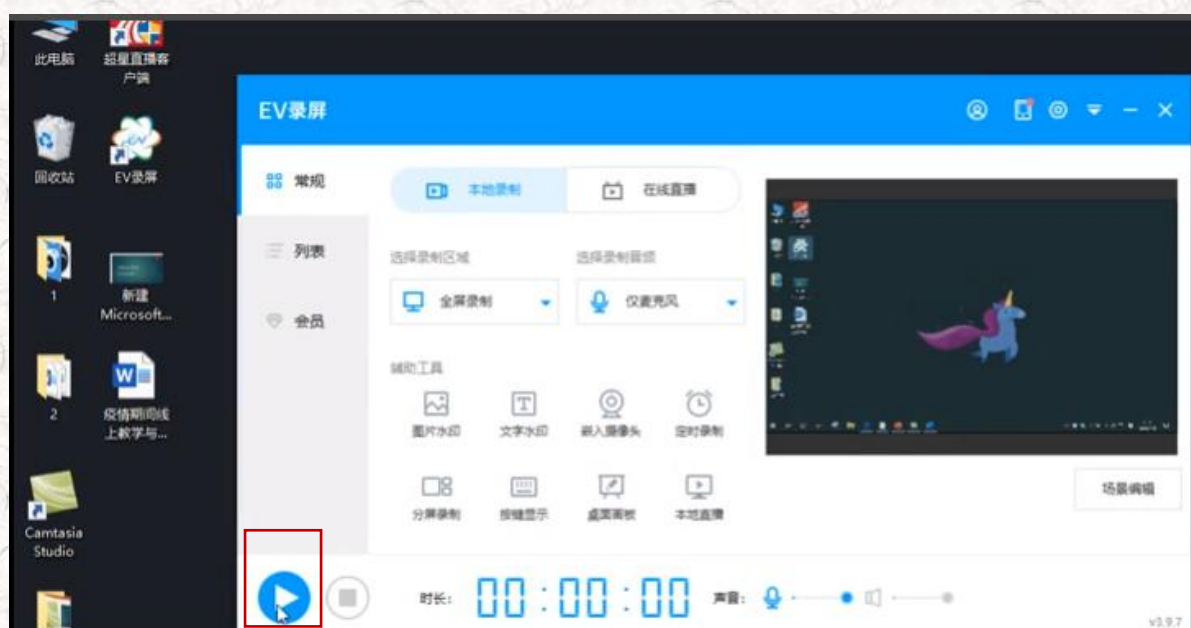 此电脑
超星直播客
户端
回收站
EV录屏
1
新建
Microsoft...
2
疫情期间线
上教学与...
Camtasia
Studio
EV录屏
常规
列表
会员
本地录制
在线直播
选择录制区域
选择录制音频
全屏录制
仅麦克风
辅助工具
图片水印
文字水印
嵌入摄像头
定时录制
分屏录制
按键显示
桌面画板
本地直播
场景编辑
时长:
00:00:00
声音:
v3.9.7